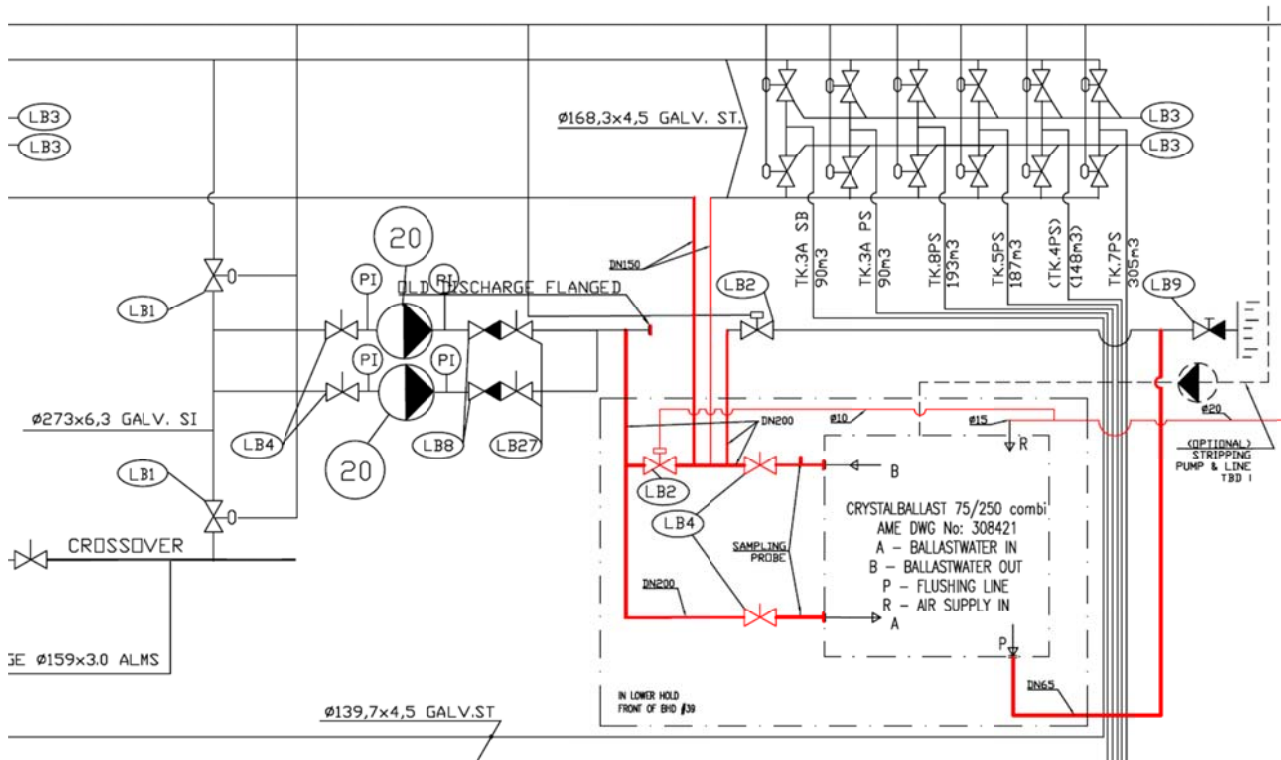 LB3
LB3
Ø168,3x4,5 GALV. ST.
LB3
LB3
20
TK.3A SB
90m3
TK.3A PS
90m3
TK.8PS
193m3
TK.5PS
187m3
(TK.4PS)
(148m3)
TK.7PS
305m3
DN150
PI
PI
OLD DISCHARGE FLANGED
LB2
LB9
LB1
PI
PI
Ø273x6,3 GALV. SI
LB4
LB8
LB27
20
DN200
Ø10
Ø15
Ø20
R
(OPTIONAL)
STRIPPING
PUMP & LINE
TBD !
LB1
LB2
B
LB4
CRYSTALBALLAST 75/250 combi
AME DWG No: 308421
A - BALLASTWATER IN
B - BALLASTWATER OUT
P - FLUSHING LINE
R - AIR SUPPLY IN
CROSSOVER
SAMPLING
PROBE
DN200
A
P
GE Ø159x3.0 ALMS
DN65
IN LOWER HOLD
FRONT OF BHD #39
Ø139,7x4,5 GALV.ST